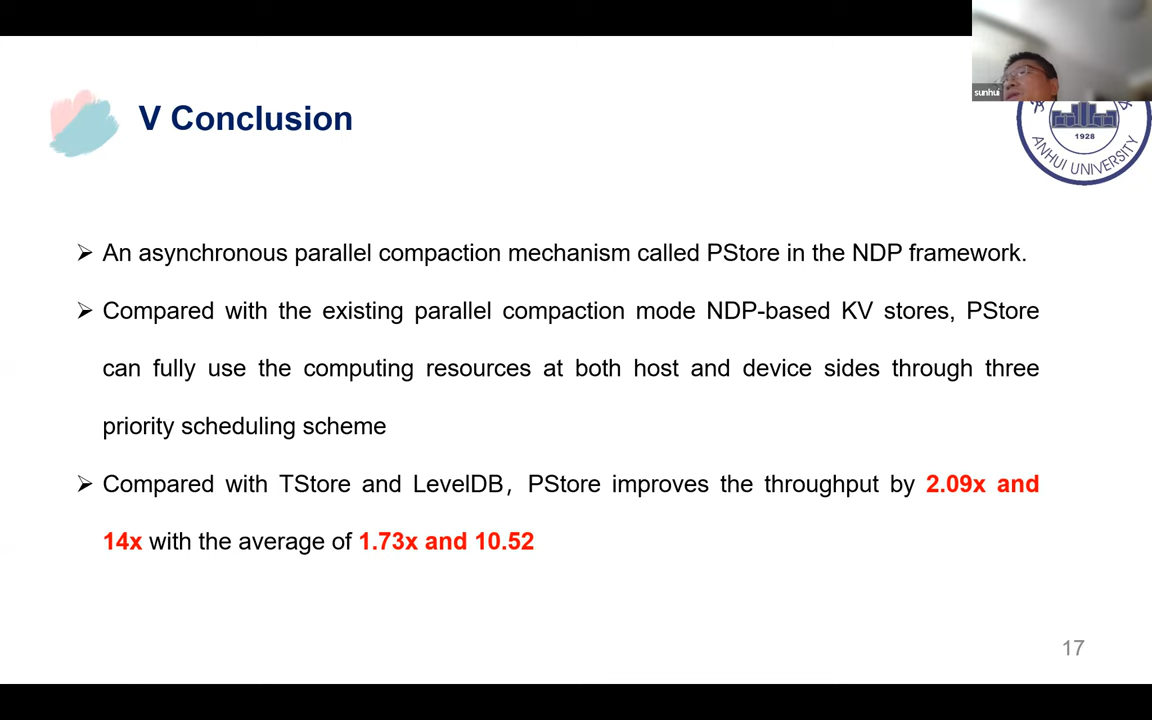 sunhui
V Conclusion
1928
ANHUI UNIVERSITY
➢ An asynchronous parallel compaction mechanism called PStore in the NDP framework.
➢ Compared with the existing parallel compaction mode NDP-based KV stores, PStore
can fully use the computing resources at both host and device sides through three
priority scheduling scheme
➢ Compared with TStore and LevelDB，PStore improves the throughput by 2.09x and
14x with the average of 1.73x and 10.52
17